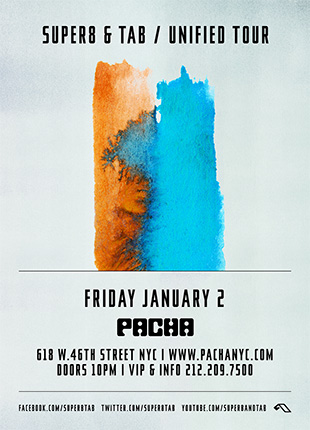 SUPER8 & TAB / UNIFIED TOUR
FRIDAY JANUARY 2
PACHA
618 W.46TH STREET NYC | WWW.PACHANYC.COM
DOORS 10PM | VIP & INFO 212.209.7500
FACEBOOK.COM/SUPER8TAB TWITTER.COM/SUPER8TAB YOUTUBE.COM/SUPER8ANDTAB